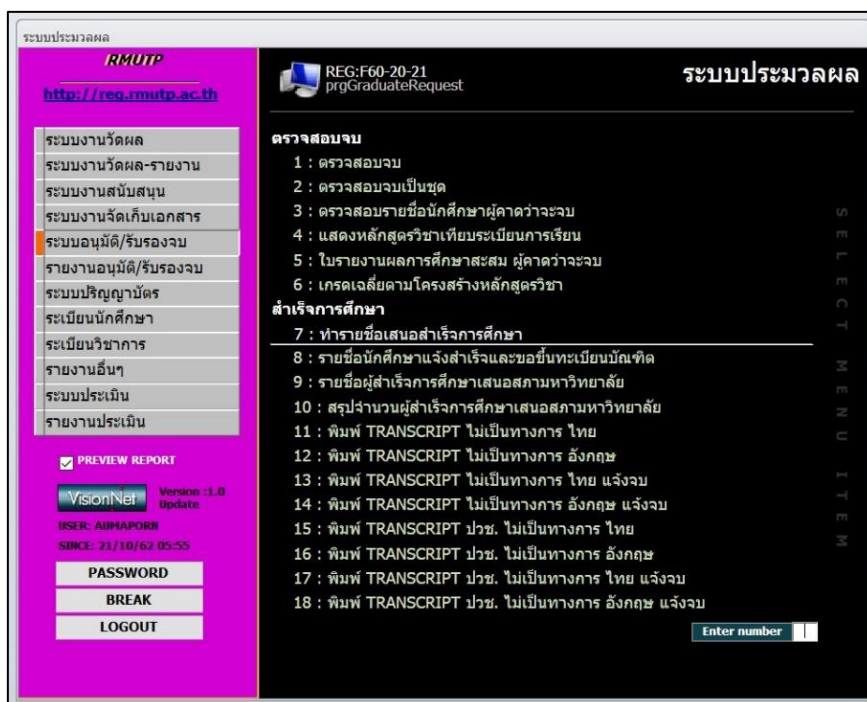 ระบบประมวลผล
RMUTP
http://reg.rmutp.ac.th
ระบบงานวัดผล
ระบบงานวัดผล-รายงาน
ระบบงานสนับสนุน
ระบบงานจัดเก็บเอกสาร
ระบบอนุมัติ/รับรองจบ
รายงานอนุมัติ/รับรองจบ
ระบบปริญญาบัตร
ระเบียนนักศึกษา
ระเบียนวิชาการ
รายงานอื่นๆ
ระบบประเมิน
รายงานประเมิน
PREVIEW REPORT
VisionNet
Version :1.0
Update
USER: AUMAPORN
SINCE: 21/10/62 05:55
PASSWORD
BREAK
LOGOUT
REG:F60-20-21
prgGraduateRequest
ระบบประมวลผล
ตรวจสอบจบ
1 : ตรวจสอบจบ
2 : ตรวจสอบจบเป็นชุด
3 : ตรวจสอบรายชื่อนักศึกษาผู้คาดว่าจะจบ
4 : แสดงหลักสูตรวิชาเทียบระเบียนการเรียน
5 : ใบรายงานผลการศึกษาสะสม ผู้คาดว่าจะจบ
6 : เกรดเฉลี่ยตามโครงสร้างหลักสูตรวิชา
สำเร็จการศึกษา
7 : ทำรายชื่อเสนอสำเร็จการศึกษา
8 : รายชื่อนักศึกษาแจ้งสำเร็จและขอขึ้นทะเบียนบัณฑิต
9 : รายชื่อผู้สำเร็จการศึกษาเสนอสภามหาวิทยาลัย
10 : สรุปจำนวนผู้สำเร็จการศึกษาเสนอสภามหาวิทยาลัย
11 : พิมพ์ TRANSCRIPT ไม่เป็นทางการ ไทย
12 : พิมพ์ TRANSCRIPT ไม่เป็นทางการ อังกฤษ
13 : พิมพ์ TRANSCRIPT ไม่เป็นทางการ ไทย แจ้งจบ
14 : พิมพ์ TRANSCRIPT ไม่เป็นทางการ อังกฤษ แจ้งจบ
15 : พิมพ์ TRANSCRIPT ปวช. ไม่เป็นทางการ ไทย
16 : พิมพ์ TRANSCRIPT ปวช. ไม่เป็นทางการ อังกฤษ
17 : พิมพ์ TRANSCRIPT ปวช. ไม่เป็นทางการ ไทย แจ้งจบ
18 : พิมพ์ TRANSCRIPT ปวช. ไม่เป็นทางการ อังกฤษ แจ้งจบ
Enter number
SELECT MENU ITEM